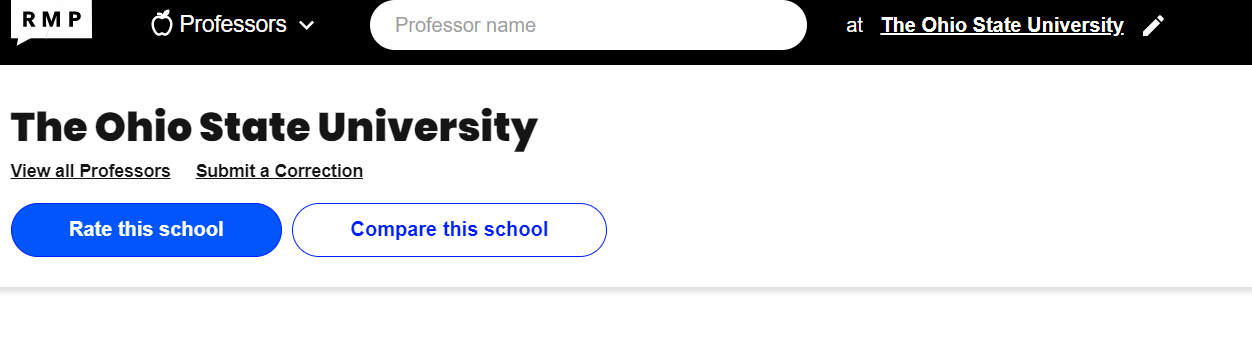 RMP Professors Professor name at The Ohio State University
The Ohio State University
View all Professors Submit a Correction
Rate this school Compare this school